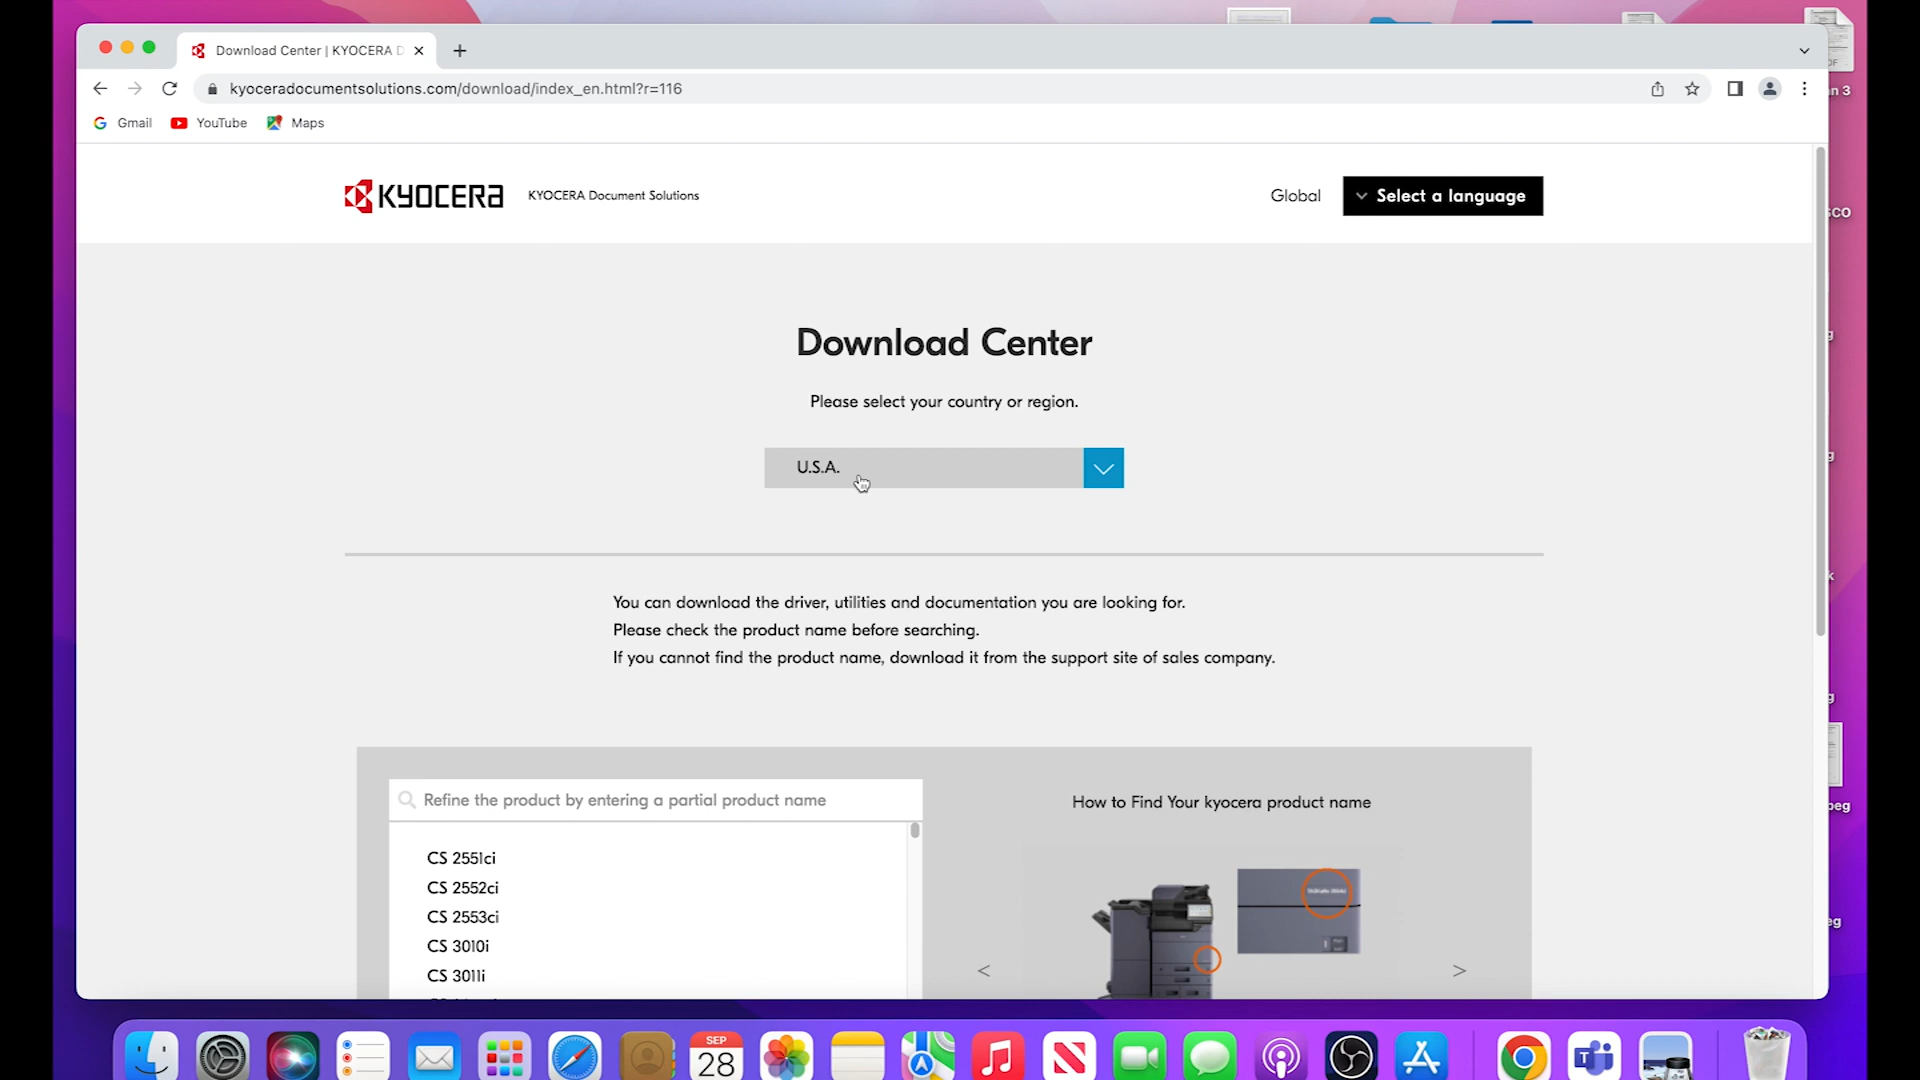 Download Center | KYOCERA D
kyoceradocumentsolutions.com/download/index_en.html?r=116
Gmail
YouTube
Maps
KYOCERA
KYOCERA Document Solutions
Global
Select a language
Download Center
Please select your country or region.
U.S.A.
You can download the driver, utilities and documentation you are looking for.
Please check the product name before searching.
If you cannot find the product name, download it from the support site of sales company.
Refine the product by entering a partial product name
CS 2551ci
CS 2552ci
CS 2553ci
CS 3010i
CS 3011i
How to Find Your kyocera product name
<
>
n 3
SCO
g
g
k
g
peg
eg
SEP
28